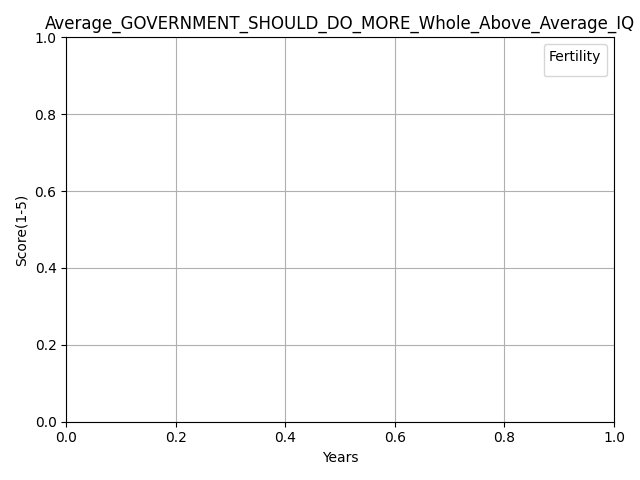 Average_GOVERNMENT_SHOULD_DO_MORE_Whole_Above_Average_IQ
Fertility
Score(1-5)
1.0
0.8
0.6
0.4
0.2
0.0
0.0 0.2 0.4 0.6 0.8 1.0
Years